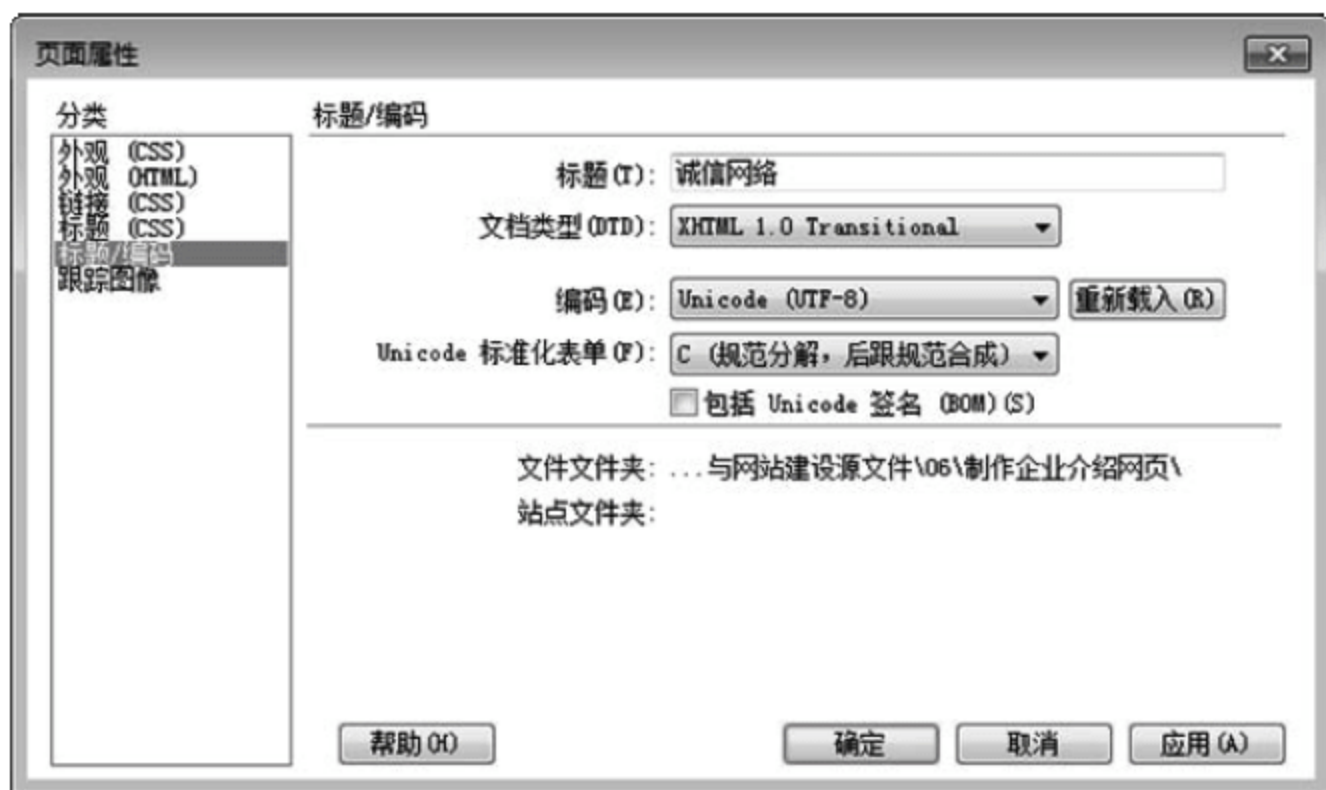 页面属性
分类
外观 (CSS)
外观 (HTML)
链接 (CSS)
标题 (CSS)
标题/编码
跟踪图像
标题/编码
标题(T): 诚信网络
文档类型(DTD): XHTML 1.0 Transitional
编码(E): Unicode (UTF-8) 重新载入(R)
Unicode 标准化表单(F): C (规范分解，后跟规范合成)
包括 Unicode 签名 (BOM)(S)
文件文件夹: ...与网站建设源文件\06\制作企业介绍网页\
站点文件夹:
帮助(H) 确定 取消 应用(A)